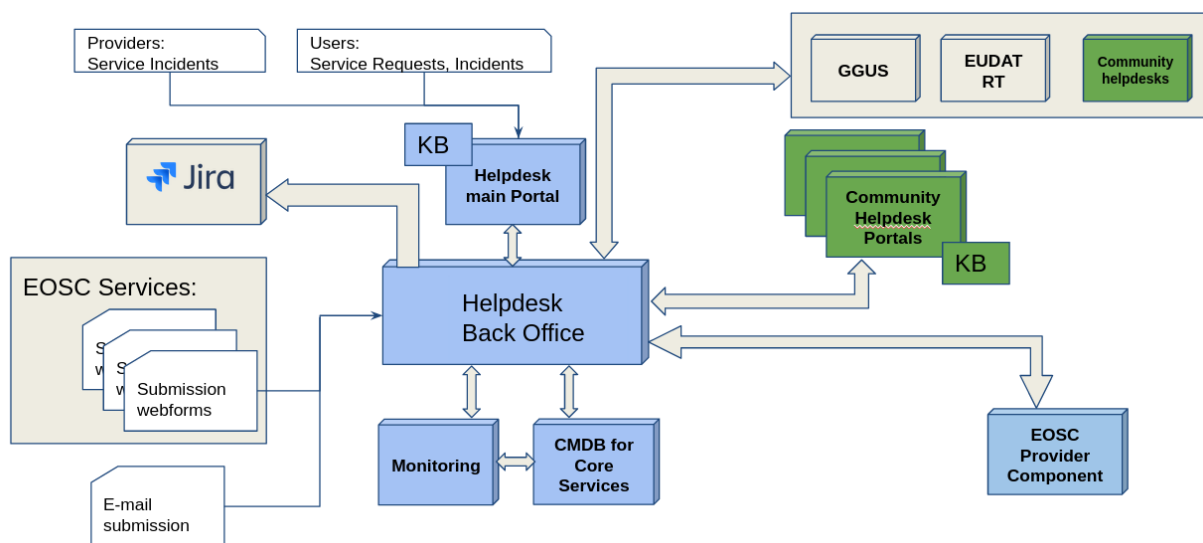 Providers:
Service Incidents
Users:
Service Requests, Incidents
GGUS
EUDAT
RT
Community
helpdesks
Jira
KB
Helpdesk
main Portal
Community
Helpdesk
Portals
KB
EOSC Services:
S
w
S
w
Submission
webforms
Helpdesk
Back Office
Monitoring
CMDB for
Core
Services
EOSC
Provider
Component
E-mail
submission